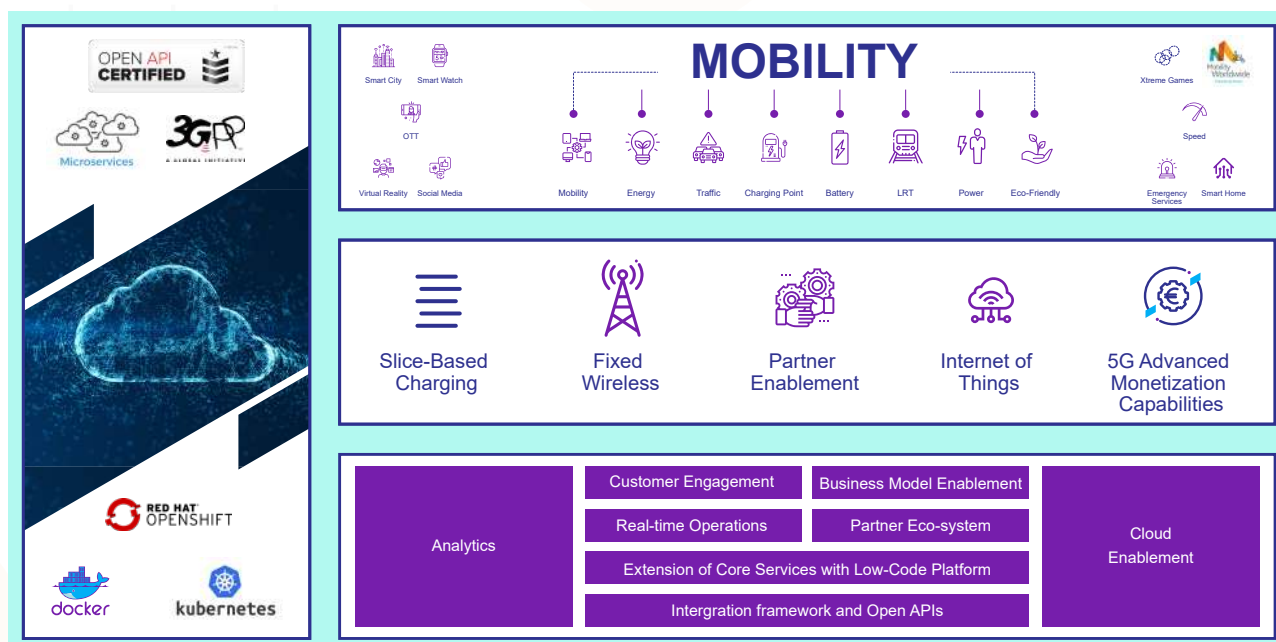 OPEN API
CERTIFIED
Microservices
3GPP
A GLOBAL INITIATIVE
RED HAT
OPENSHIFT
docker
kubernetes
MOBILITY
Smart City
Smart Watch
OTT
Virtual Reality
Social Media
Mobility
Energy
Traffic
Charging Point
Battery
LRT
Power
Eco-Friendly
Xtreme Games
Mobility
Worldwide
Speed
Emergency
Services
Smart Home
Slice-Based
Charging
Fixed
Wireless
Partner
Enablement
Internet of
Things
5G Advanced
Monetization
Capabilities
Analytics
Customer Engagement
Business Model Enablement
Real-time Operations
Partner Eco-system
Extension of Core Services with Low-Code Platform
Intergration framework and Open APIs
Cloud
Enablement